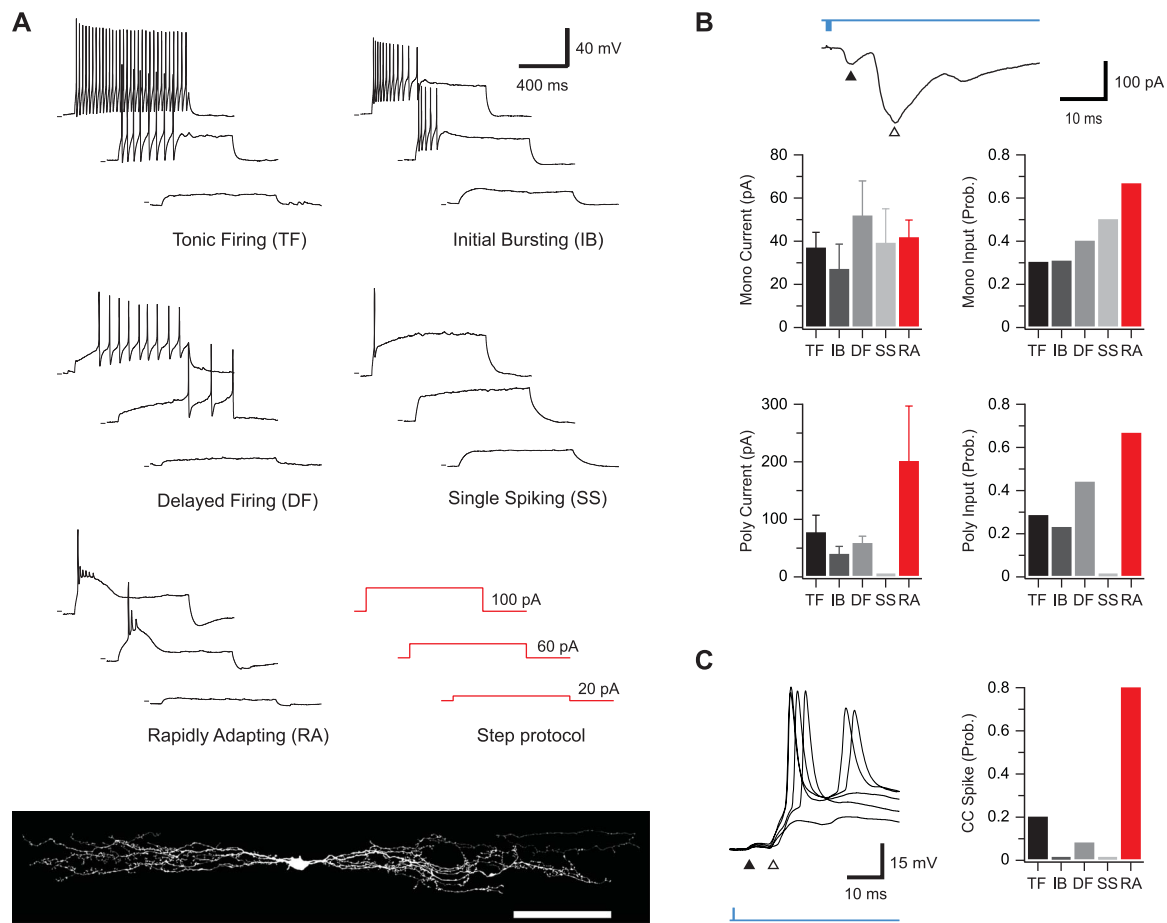 A
40 mV
400 ms
Tonic Firing (TF)
Initial Bursting (IB)
Delayed Firing (DF)
Single Spiking (SS)
100 pA
60 pA
20 pA
Rapidly Adapting (RA)
Step protocol
B
100 pA
10 ms
Mono Current (pA)
80
60
40
20
0
TF IB DF SS RA
Mono Input (Prob.)
0.8
0.6
0.4
0.2
0
TF IB DF SS RA
Poly Current (pA)
300
200
100
0
TF IB DF SS RA
Poly Input (Prob.)
0.8
0.6
0.4
0.2
0
TF IB DF SS RA
C
15 mV
10 ms
CC Spike (Prob.)
0.8
0.6
0.4
0.2
0
TF IB DF SS RA